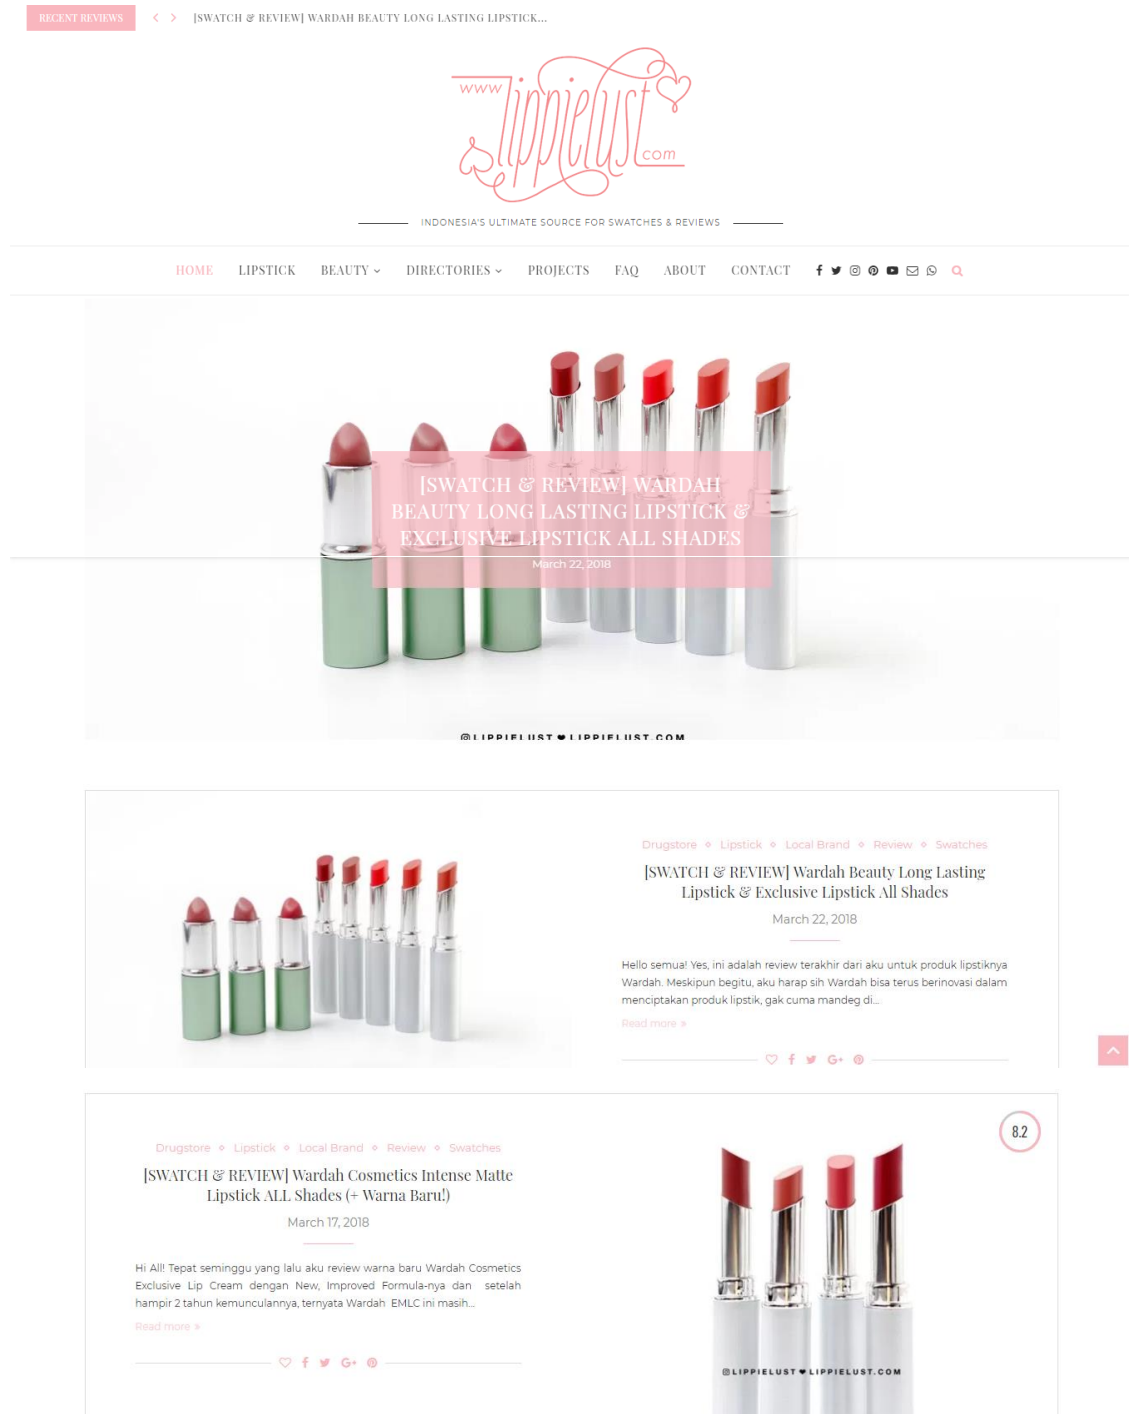 RECENT REVIEWS
[SWATCH & REVIEW] WARDAH BEAUTY LONG LASTING LIPSTICK...
www
lippielust
com
INDONESIA'S ULTIMATE SOURCE FOR SWATCHES & REVIEWS
HOME LIPSTICK BEAUTY DIRECTORIES PROJECTS FAQ ABOUT CONTACT
[SWATCH & REVIEW] WARDAH
BEAUTY LONG LASTING LIPSTICK &
EXCLUSIVE LIPSTICK ALL SHADES
March 22, 2018
LIPPIELUST ♥ LIPPIELUST.COM
Drugstore ⋄ Lipstick ⋄ Local Brand ⋄ Review ⋄ Swatches
[SWATCH & REVIEW] Wardah Beauty Long Lasting
Lipstick & Exclusive Lipstick All Shades
March 22, 2018
Hello semua! Yes, ini adalah review terakhir dari aku untuk produk lipstiknya
Wardah. Meskipun begitu, aku harap sih Wardah bisa terus berinovasi dalam
menciptakan produk lipstik, gak cuma mandeg di...
Read more »
Drugstore ⋄ Lipstick ⋄ Local Brand ⋄ Review ⋄ Swatches
[SWATCH & REVIEW] Wardah Cosmetics Intense Matte
Lipstick ALL Shades (+ Warna Baru!)
March 17, 2018
Hi All! Tepat seminggu yang lalu aku review warna baru Wardah Cosmetics
Exclusive Lip Cream dengan New, Improved Formula-nya dan setelah
hampir 2 tahun kemunculannya, ternyata Wardah EMLC ini masih...
Read more »
8.2
LIPPIELUST ♥ LIPPIELUST.COM